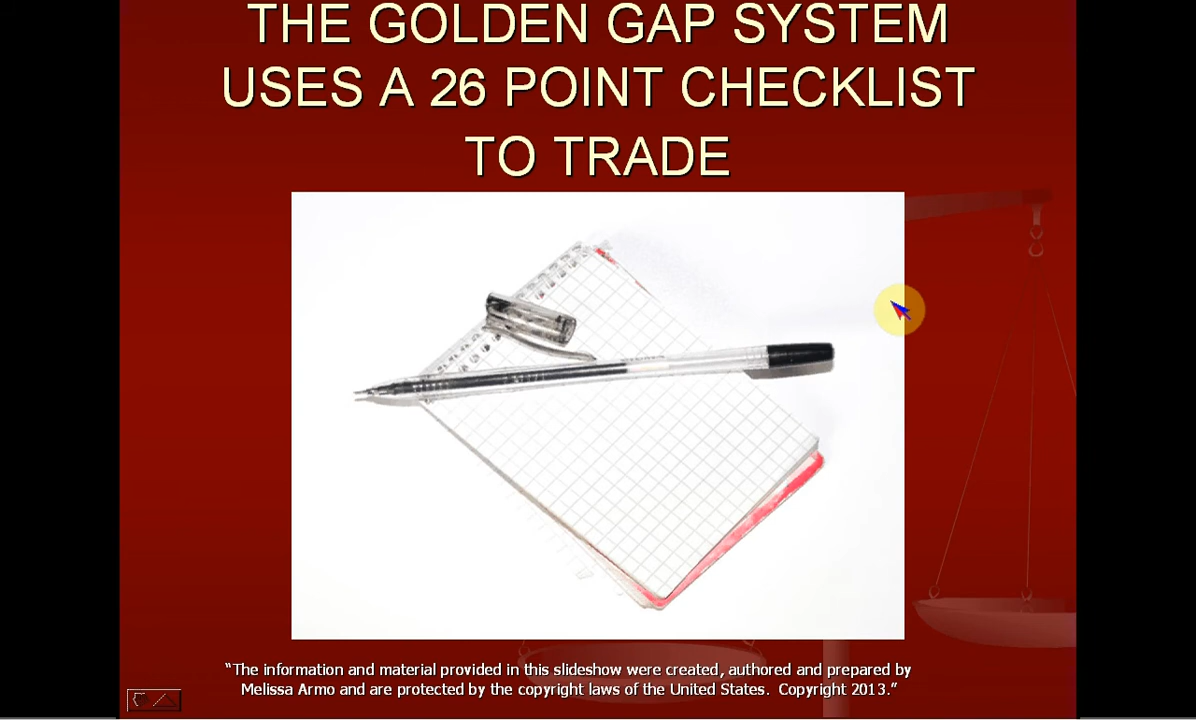 THE GOLDEN GAP SYSTEM
USES A 26 POINT CHECKLIST
TO TRADE
“The information and material provided in this slideshow were created, authored and prepared by
Melissa Armo and are protected by the copyright laws of the United States.  Copyright 2013.”